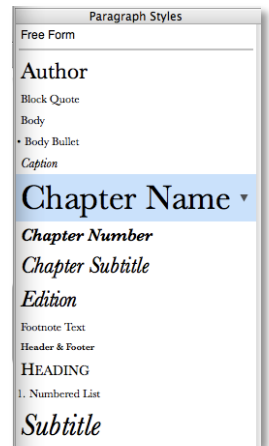 Paragraph Styles
Free Form
Author
Block Quote
Body
• Body Bullet
Caption
Chapter Name
Chapter Number
Chapter Subtitle
Edition
Footnote Text
Header & Footer
HEADING
1. Numbered List
Subtitle